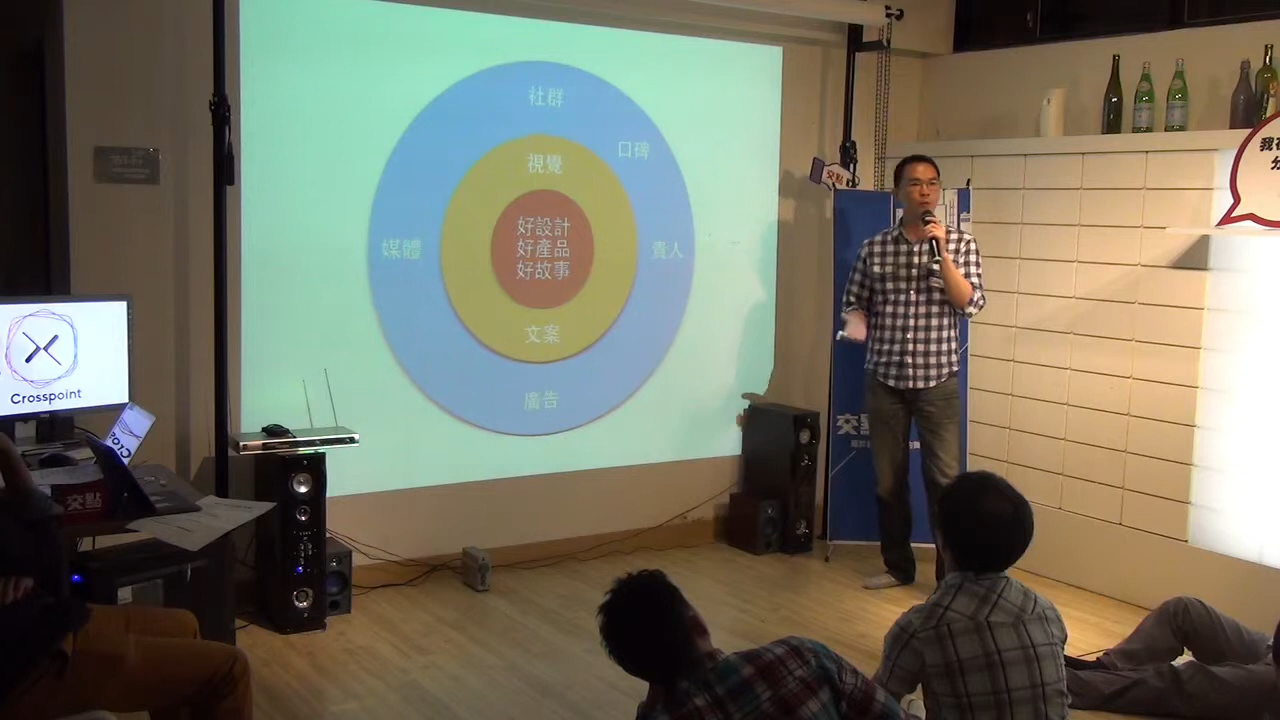 社群
口碑
視覺
好設計
好產品
好故事
媒體
貴人
文案
廣告
交點
Crosspoint
交點